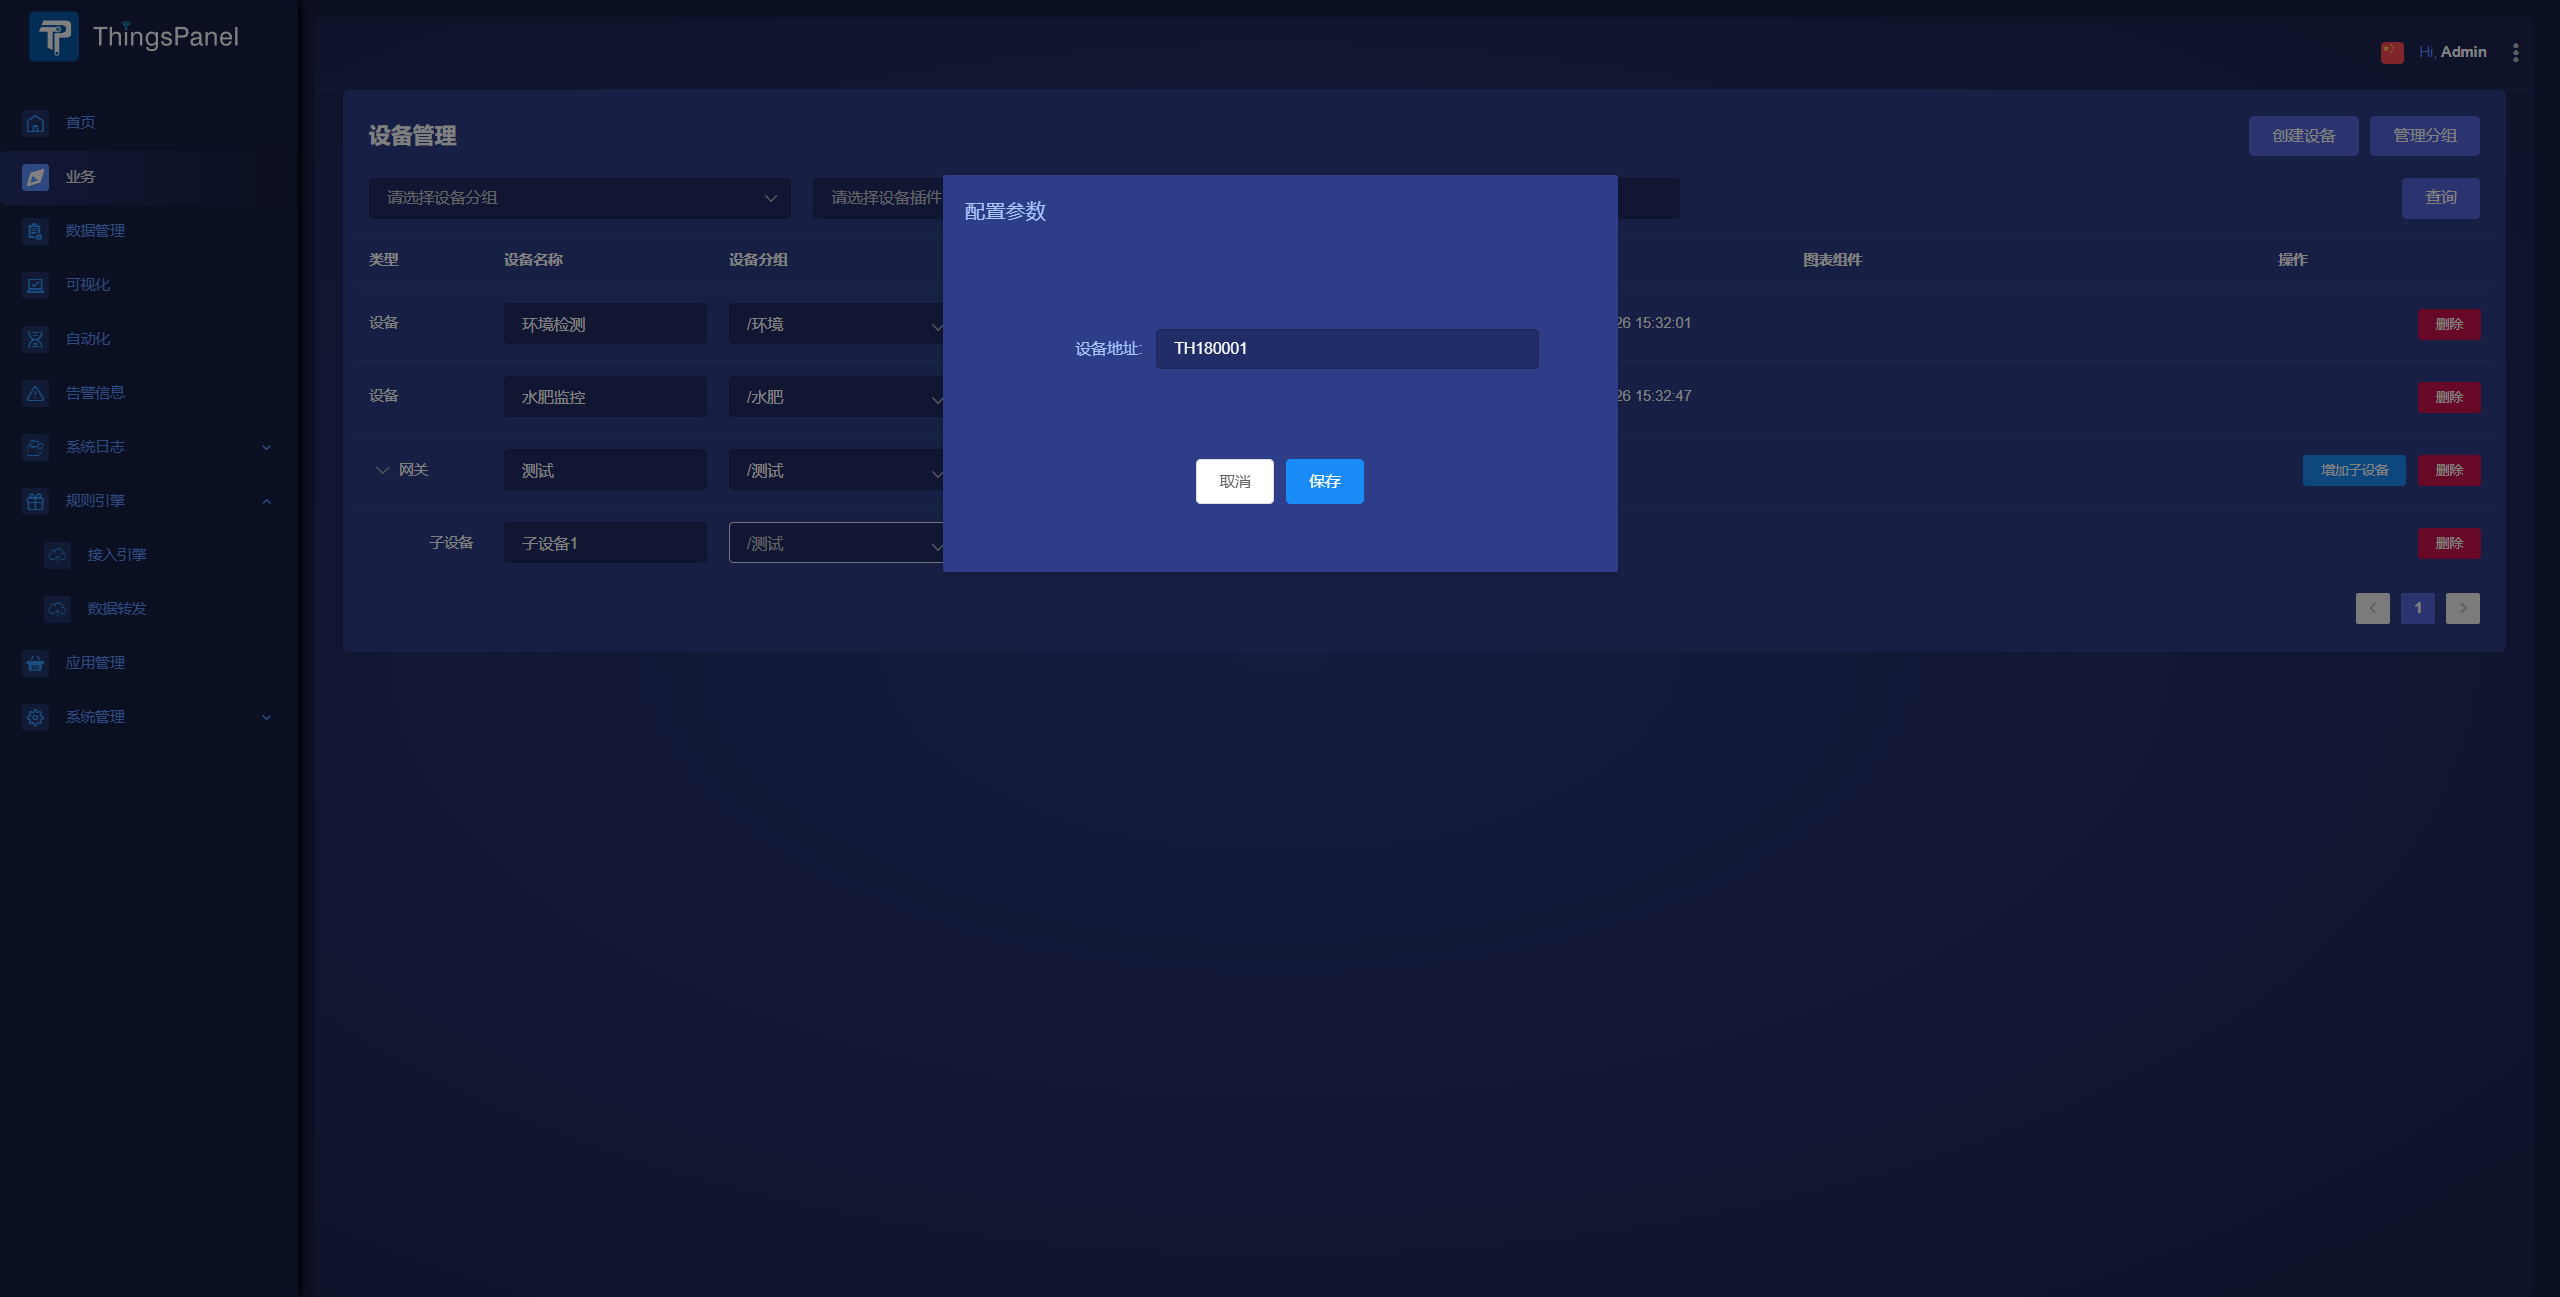 ThingsPanel
Hi, Admin
首页
业务
数据管理
可视化
自动化
告警信息
系统日志
规则引擎
接入引擎
数据转发
应用管理
系统管理
设备管理
创建设备
管理分组
请选择设备分组
请选择设备插件
查询
类型
设备名称
设备分组
图表组件
操作
设备
环境检测
/环境
26 15:32:01
删除
设备
水肥监控
/水肥
26 15:32:47
删除
网关
测试
/测试
增加子设备
删除
子设备
子设备1
/测试
删除
1
配置参数
设备地址:
TH180001
取消
保存